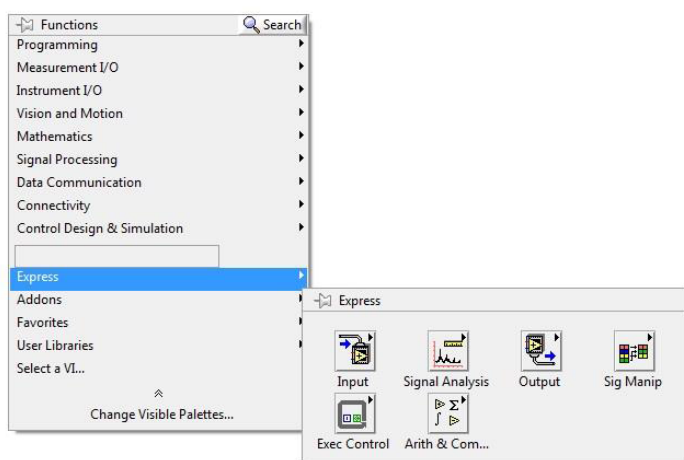 Functions Search
Programming
Measurement I/O
Instrument I/O
Vision and Motion
Mathematics
Signal Processing
Data Communication
Connectivity
Control Design & Simulation
Express
Addons
Favorites
User Libraries
Select a VI...
Change Visible Palettes...
Express
Input Signal Analysis Output Sig Manip
Exec Control Arith & Com...